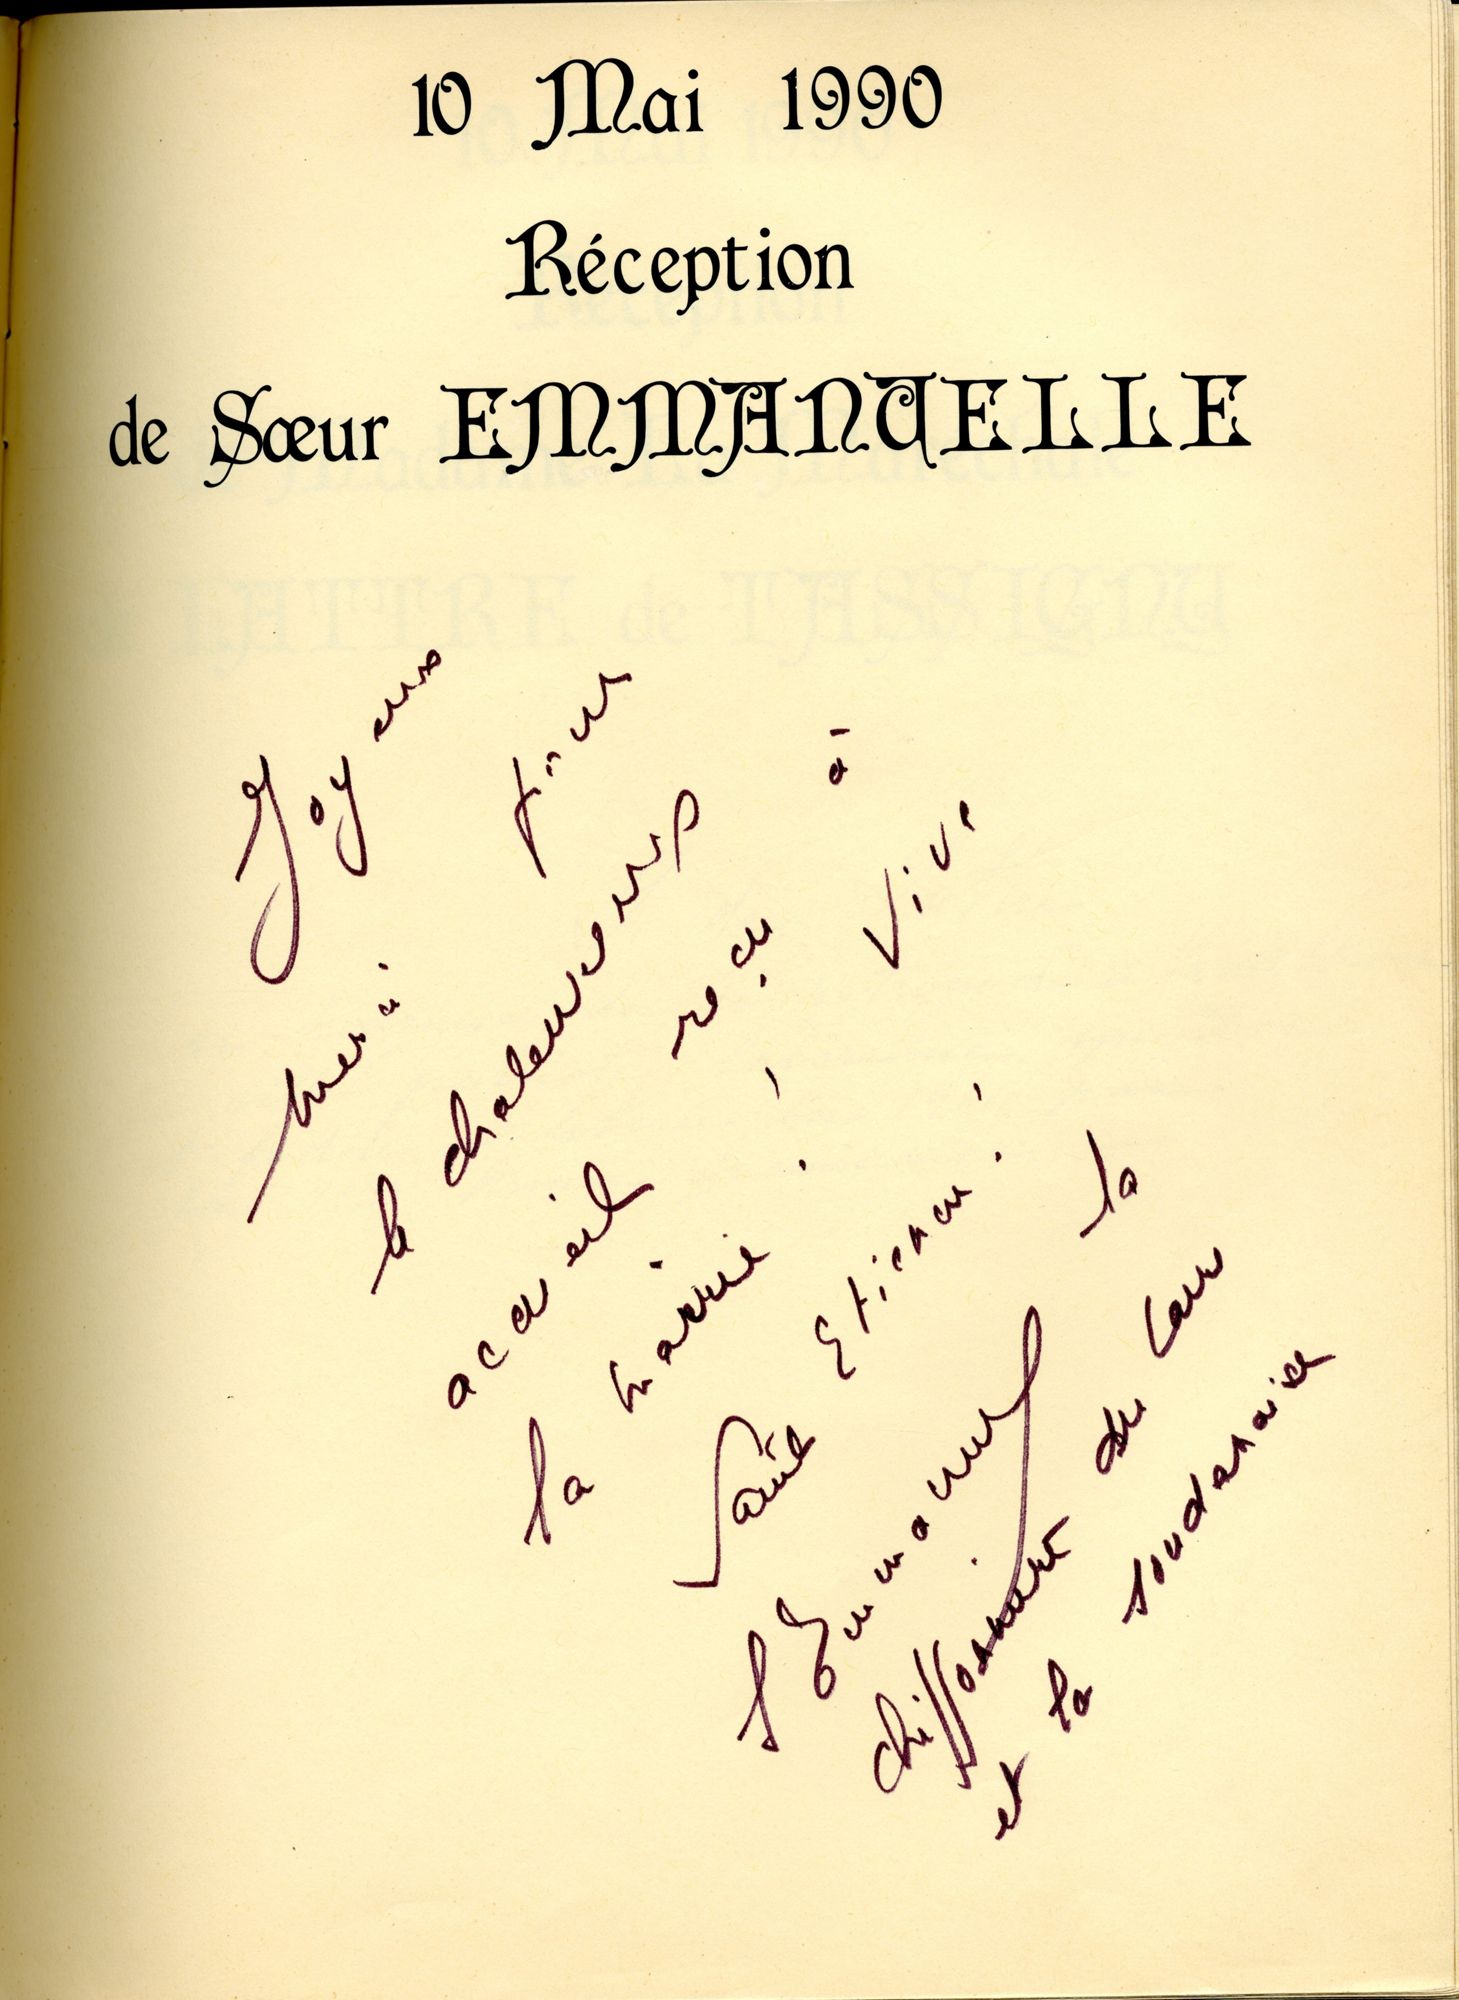 10 Mai 1990
Réception
de Sœur EMMANUELLE
Joyeux
merci pour
le chaleureux
accueil reçu à
la mairie ! Vive
Saint Etienne !
Sr Emmanuelle la
chiffonnière du Caire
et la soudanaise